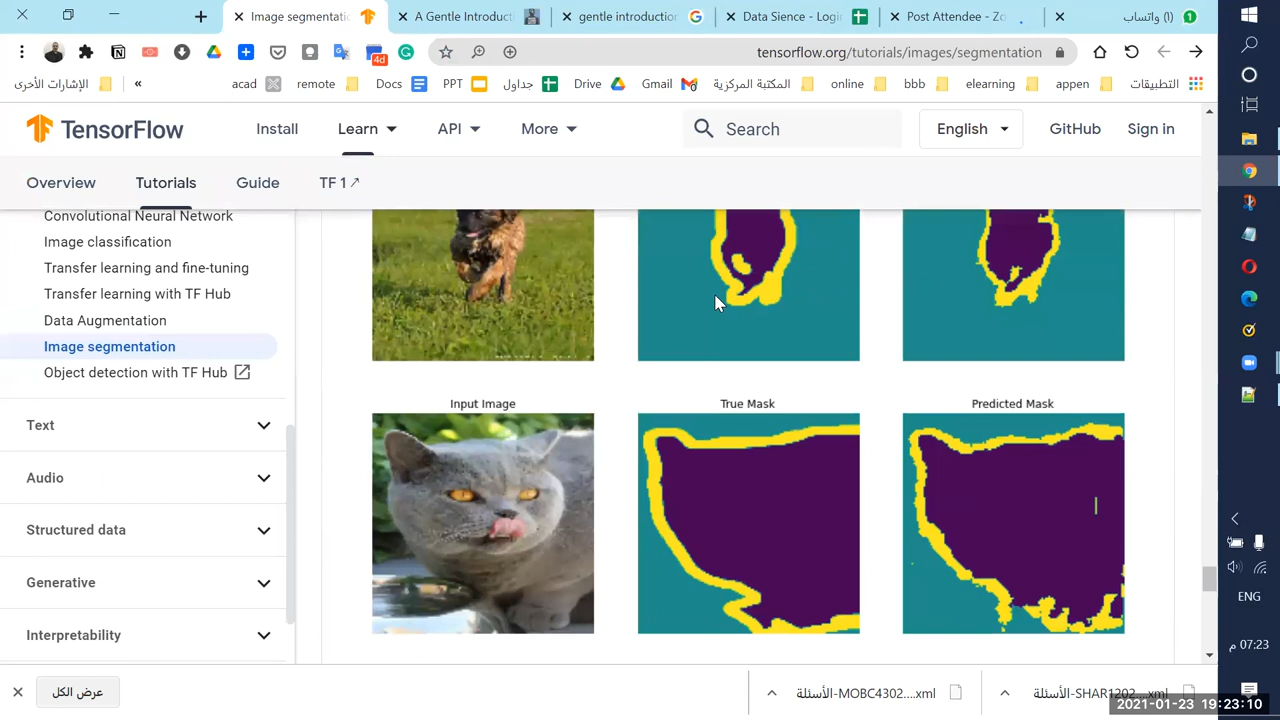 Image segmentatio
A Gentle Introducti
gentle introduction
Data Sience - Logi
Post Attendee - Zo
(۱) واتساب
1
tensorflow.org/tutorials/images/segmentation
4d
الإشارات الأخرى
«
acad
remote
Docs
PPT
جداول
Drive
Gmail
المكتبة المركزية
online
bbb
elearning
appen
التطبيقات
TensorFlow
Install
Learn
API
More
Search
English
GitHub
Sign in
Overview
Tutorials
Guide
TF 1
Convolutional Neural Network
Image classification
Transfer learning and fine-tuning
Transfer learning with TF Hub
Data Augmentation
Image segmentation
Object detection with TF Hub
Text
Audio
Structured data
Generative
Interpretability
Input Image
True Mask
Predicted Mask
ENG
07:23 م
عرض الكل
الأسئلة-MOBC4302....xml
الأسئلة-SHAR1202....xml
2021-01-23 19:23:10